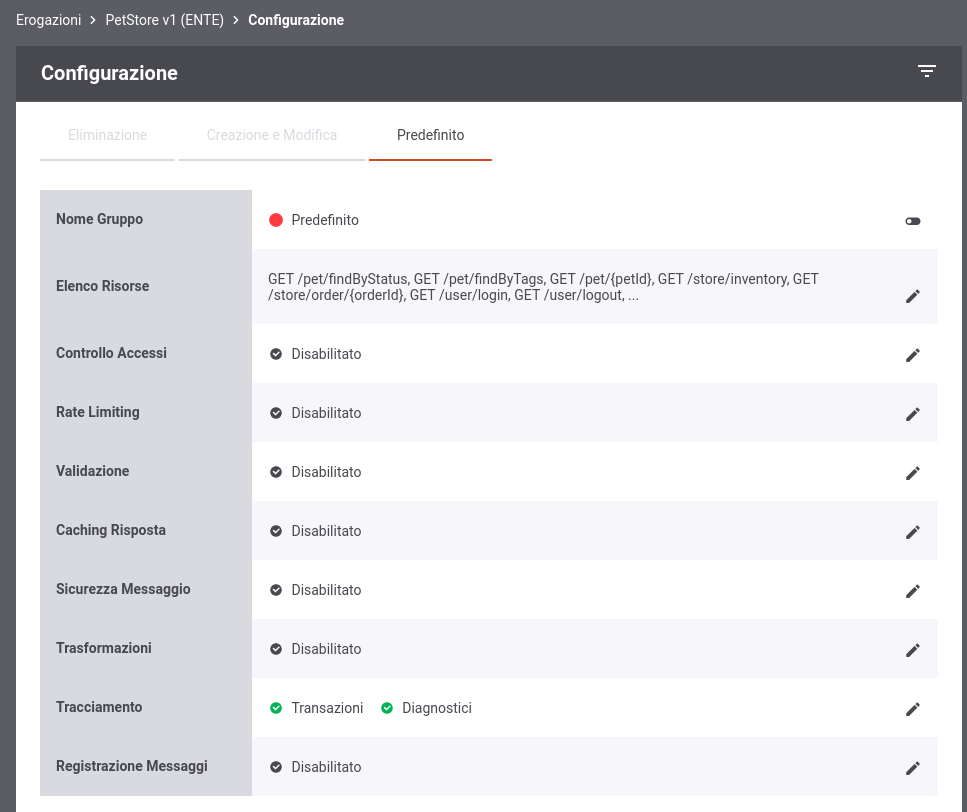 Erogazioni > PetStore v1 (ENTE) > Configurazione
Configurazione
Eliminazione Creazione e Modifica Predefinito
Nome Gruppo Predefinito
Elenco Risorse GET /pet/findByStatus, GET /pet/findByTags, GET /pet/{petId}, GET /store/inventory, GET
/store/order/{orderId}, GET /user/login, GET /user/logout, ...
Controllo Accessi Disabilitato
Rate Limiting Disabilitato
Validazione Disabilitato
Caching Risposta Disabilitato
Sicurezza Messaggio Disabilitato
Trasformazioni Disabilitato
Tracciamento Transazioni Diagnostici
Registrazione Messaggi Disabilitato